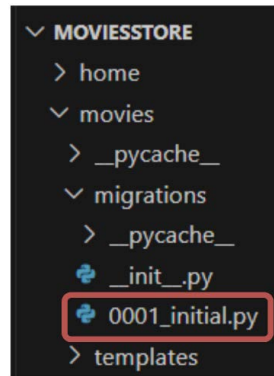 MOVIESSTORE
home
movies
__pycache__
migrations
__pycache__
__init__.py
0001_initial.py
templates